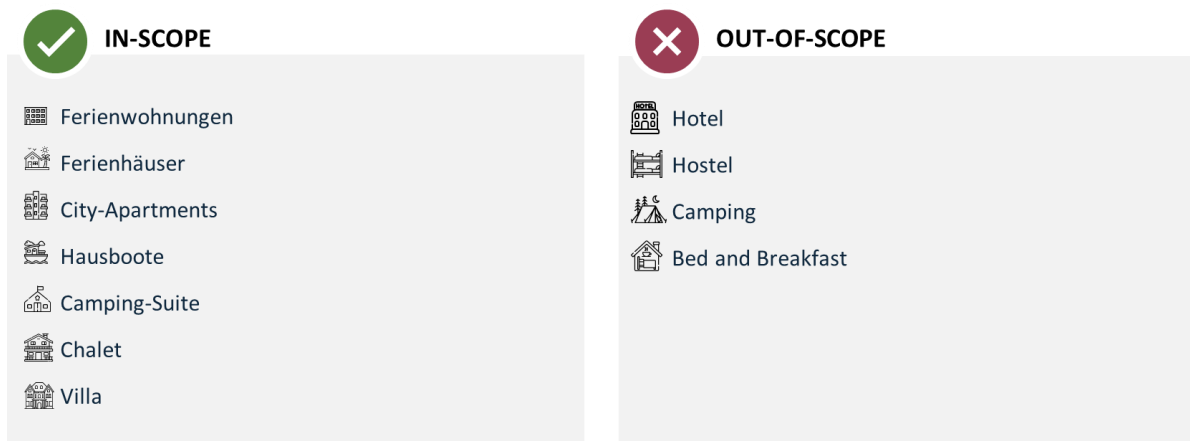 IN-SCOPE
Ferienwohnungen
Ferienhäuser
City-Apartments
Hausboote
Camping-Suite
Chalet
Villa
OUT-OF-SCOPE
HOTEL
Hotel
Hostel
Camping
Bed and Breakfast